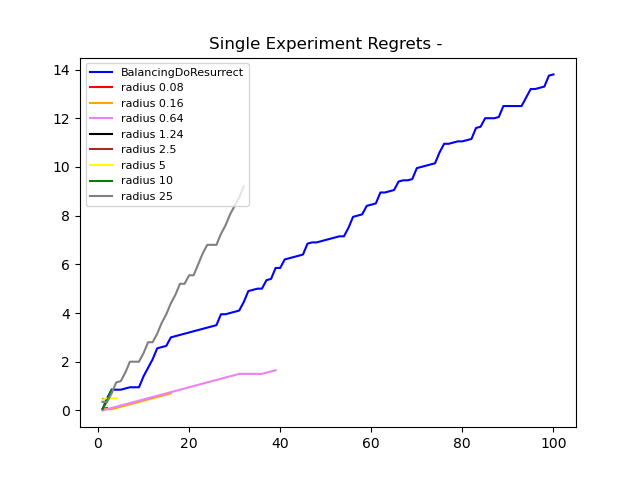 Single Experiment Regrets -
BalancingDoResurrect
radius 0.08
radius 0.16
radius 0.64
radius 1.24
radius 2.5
radius 5
radius 10
radius 25
14
12
10
8
6
4
2
0
0 20 40 60 80 100